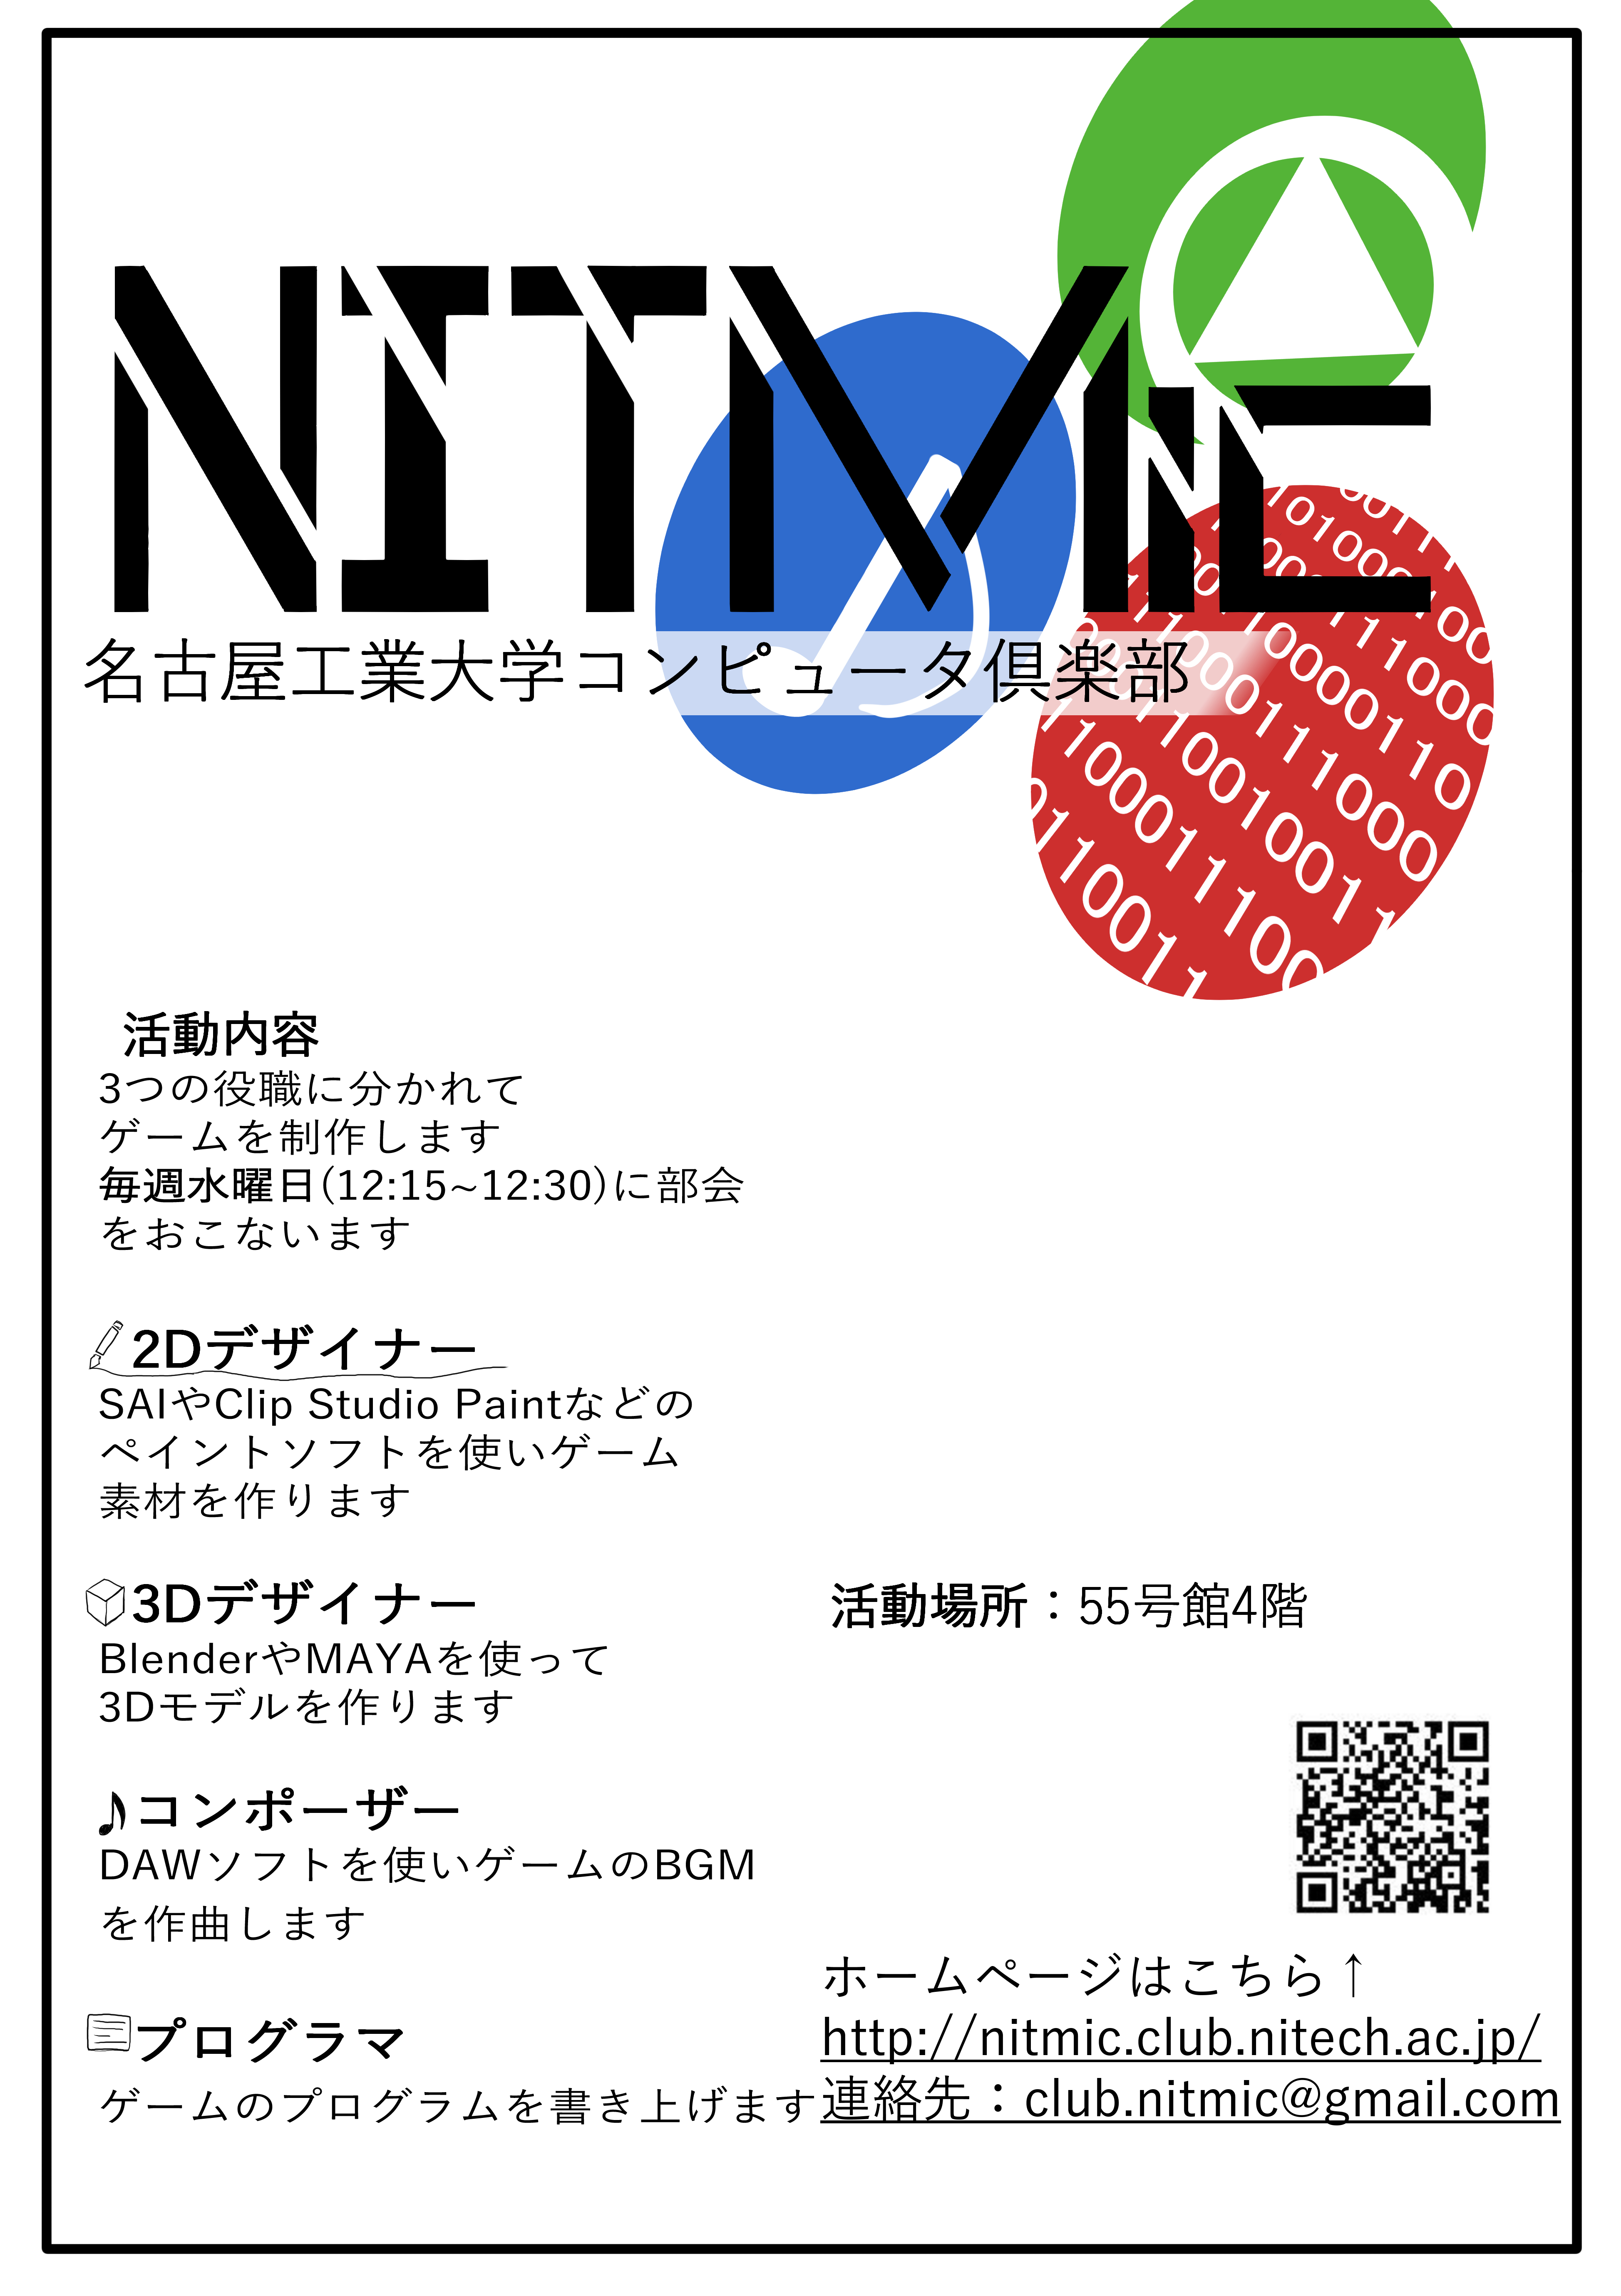 NITMic
名古屋工業大学コンピュータ倶楽部
活動内容
3つの役職に分かれて
ゲームを制作します
毎週水曜日(12:15~12:30)に部会
をおこないます
2Dデザイナー
SAIやClip Studio Paintなどの
ペイントソフトを使いゲーム
素材を作ります
3Dデザイナー
BlenderやMAYAを使って
3Dモデルを作ります
コンポーザー
DAWソフトを使いゲームのBGM
を作曲します
プログラマ
ゲームのプログラムを書き上げます
活動場所：55号館4階
ホームページはこちら↑
http://nitmic.club.nitech.ac.jp/
連絡先：club.nitmic@gmail.com